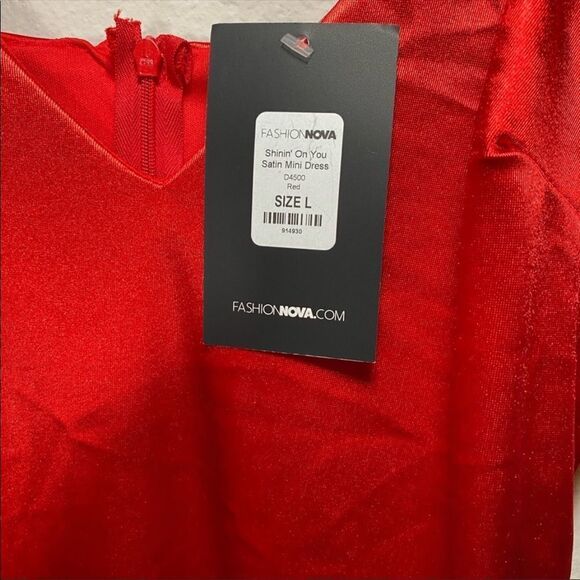 FASHIONNOVA
Shinin' On You
Satin Mini Dress
D4500
Red
SIZE L
914930
FASHIONNOVA.COM